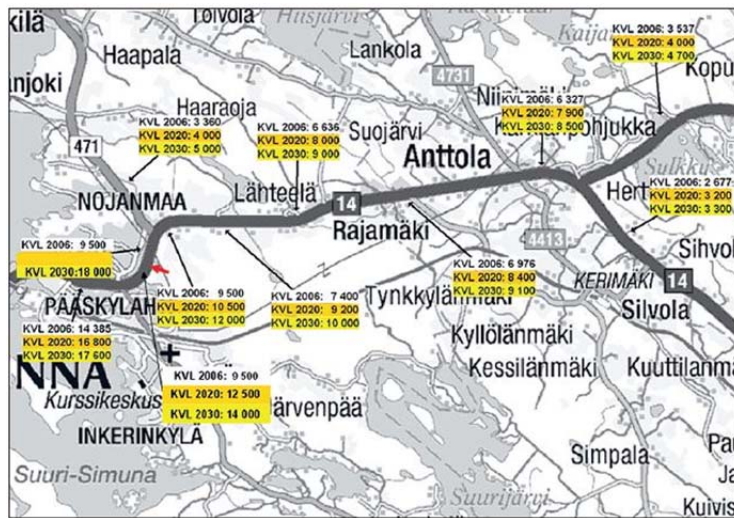 kilä
Toivola
Hiusjärvi
Haapala
Lankola
KVL 2006: 3 537
KVL 2020: 4 000
KVL 2030: 4 700
Kopu
anjoki
4731
Haaraoja
KVL 2006: 3 360
KVL 2020: 4 000
KVL 2030: 5 000
KVL 2006: 6 636
KVL 2020: 8 000
KVL 2030: 9 000
Suojärvi
KVL 2006: 6 327
KVL 2020: 7 900
KVL 2030: 8 500
pohjukka
471
Anttola
Sulkku
NOJANMAA
Lähteelä
14
Rajamäki
Hert
KVL 2006: 2 677
KVL 2020: 3 200
KVL 2030: 3 300
4413
Sihvol
KVL 2006: 9 500
KVL 2030:18 000
KVL 2006: 6 976
KVL 2020: 8 400
KVL 2030: 9 100
KERIMÄKI
14
PÄÄSKYLAH
KVL 2006: 9 500
KVL 2020: 10 500
KVL 2030: 12 000
KVL 2006: 7 400
KVL 2020: 9 200
KVL 2030: 10 000
Tynkkylänmäki
Silvola
KVL 2006: 14 385
KVL 2020: 16 800
KVL 2030: 17 600
Kyllölänmäki
Kessilänmäki
Kuuttilanm
NNA
KVL 2006: 9 500
KVL 2020: 12 500
KVL 2030: 14 000
Kurssikeskus
ärvenpää
INKERINKYLÄ
Simpala
Pau
Suuri-Simuna
Suurijärvi
Ja
Kuivis